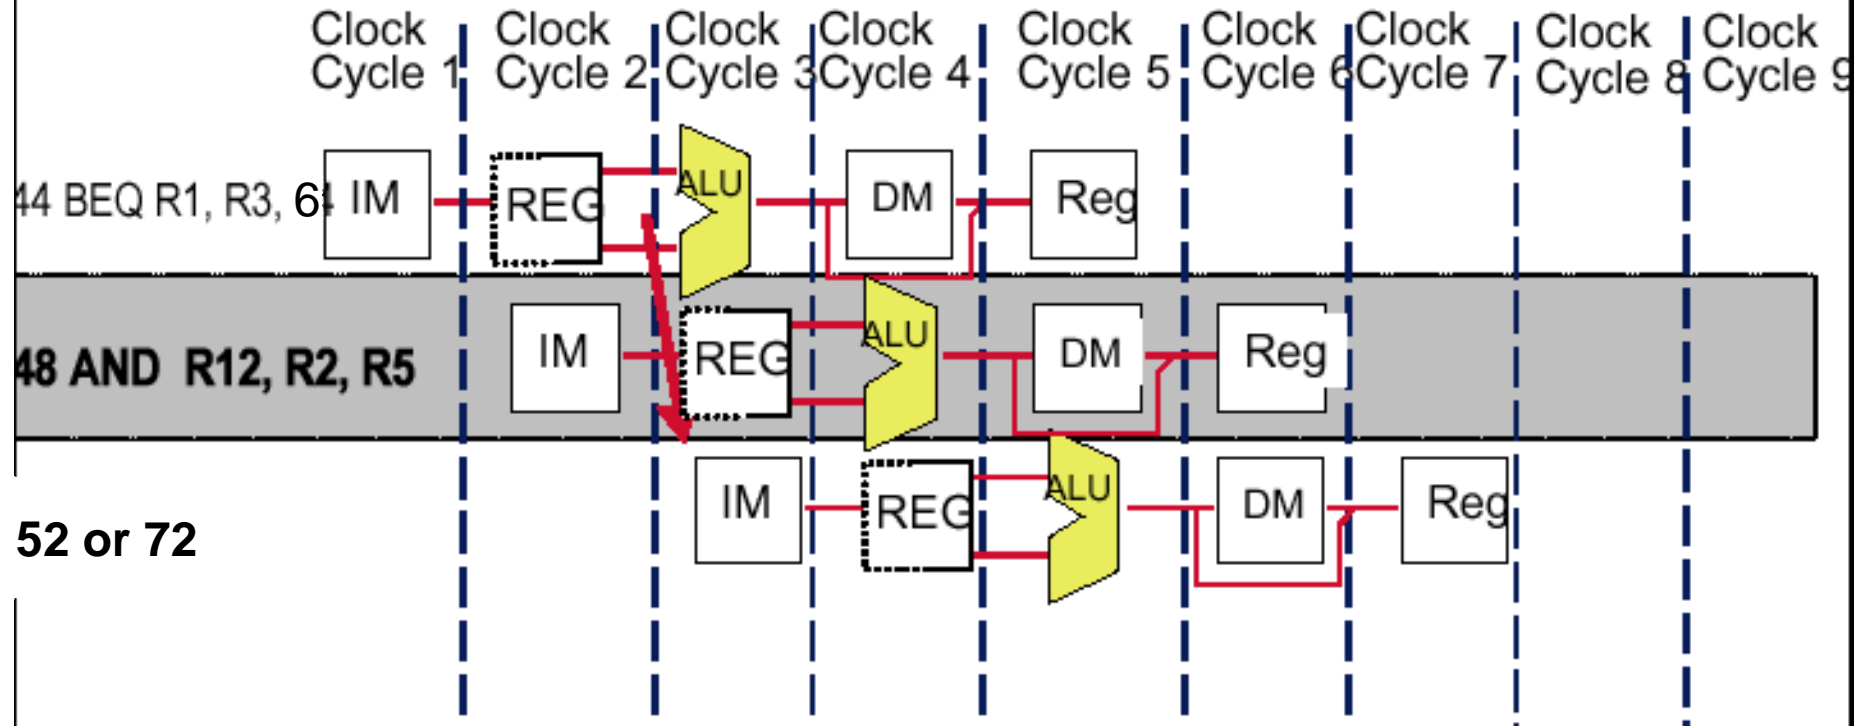 Clock Clock Clock Clock Clock Clock Clock Clock Clock
Cycle 1 Cycle 2 Cycle 3 Cycle 4 Cycle 5 Cycle 6 Cycle 7 Cycle 8 Cycle 9
44 BEQ R1, R3, 64 IM REG ALU DM Reg
48 AND R12, R2, R5 IM REG ALU DM Reg
52 or 72 IM REG ALU DM Reg